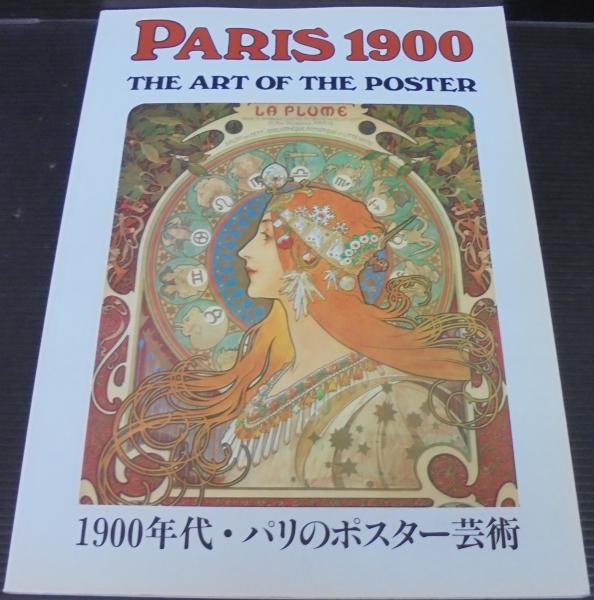 PARIS 1900
THE ART OF THE POSTER
LA PLUME
1900年代・パリのポスター芸術